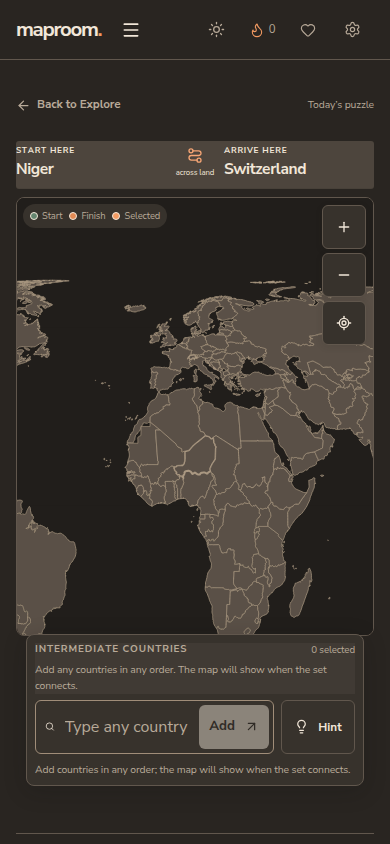 maproom.
0
Back to Explore
Today's puzzle
START HERE
Niger
across land
ARRIVE HERE
Switzerland
Start
Finish
Selected
+
−
INTERMEDIATE COUNTRIES
0 selected
Add any countries in any order. The map will show when the set
connects.
Type any country
Add
Hint
Add countries in any order; the map will show when the set connects.